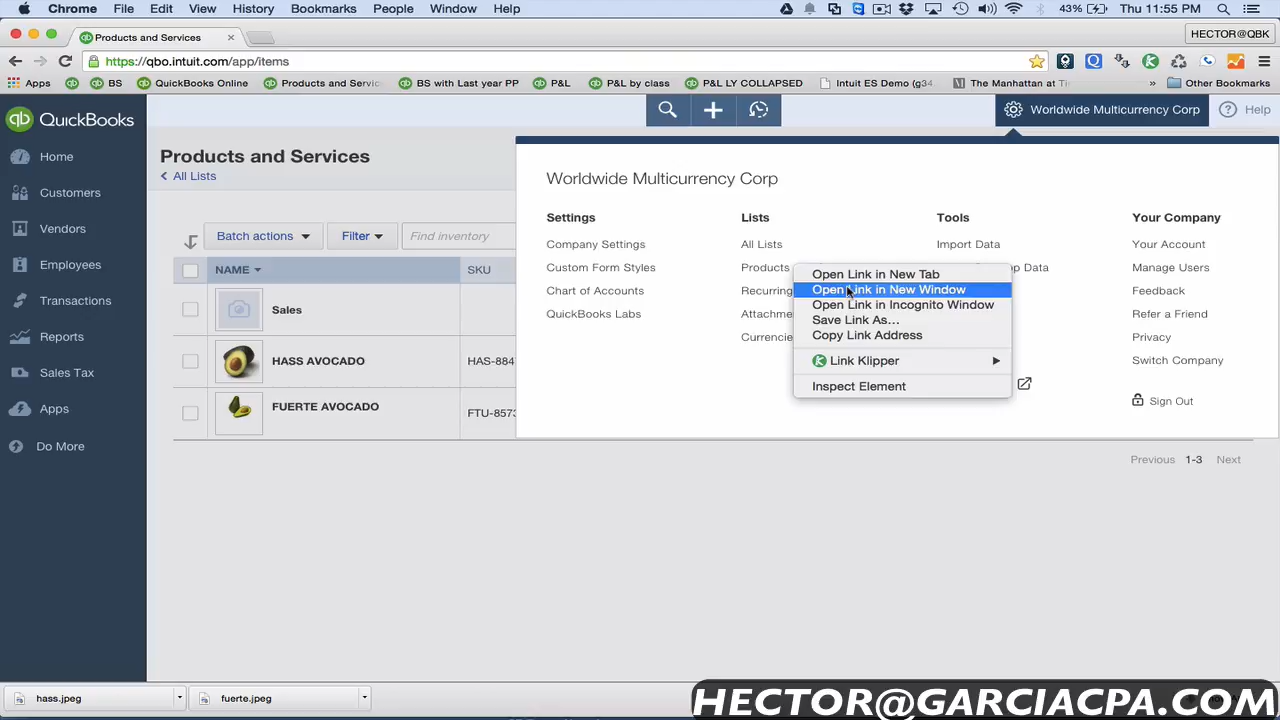 Chrome File Edit View History Bookmarks People Window Help 43% Thu 11:55 PM
Products and Services HECTOR@QBK
https://qbo.intuit.com/app/items
Apps BS QuickBooks Online Products and Servic BS with Last year PP P&L P&L by class P&L LY COLLAPSED Intuit ES Demo (g34 The Manhattan at Ti » Other Bookmarks
qb QuickBooks Worldwide Multicurrency Corp ? Help
Home
Customers
Vendors
Employees
Transactions
Reports
Sales Tax
Apps
Do More
Products and Services
All Lists
Batch actions Filter Find inventory
NAME SKU
Sales
HASS AVOCADO HAS-884
FUERTE AVOCADO FTU-8573
Worldwide Multicurrency Corp
Settings
Company Settings
Custom Form Styles
Chart of Accounts
QuickBooks Labs
Lists
All Lists
Products
Recurring
Attachme
Currencie
Tools
Import Data
p Data
Your Company
Your Account
Manage Users
Feedback
Refer a Friend
Privacy
Switch Company
Sign Out
Open Link in New Tab
Open Link in New Window
Open Link in Incognito Window
Save Link As...
Copy Link Address
Link Klipper
Inspect Element
Previous 1-3 Next
hass.jpeg fuerte.jpeg
HECTOR@GARCIACPA.COM